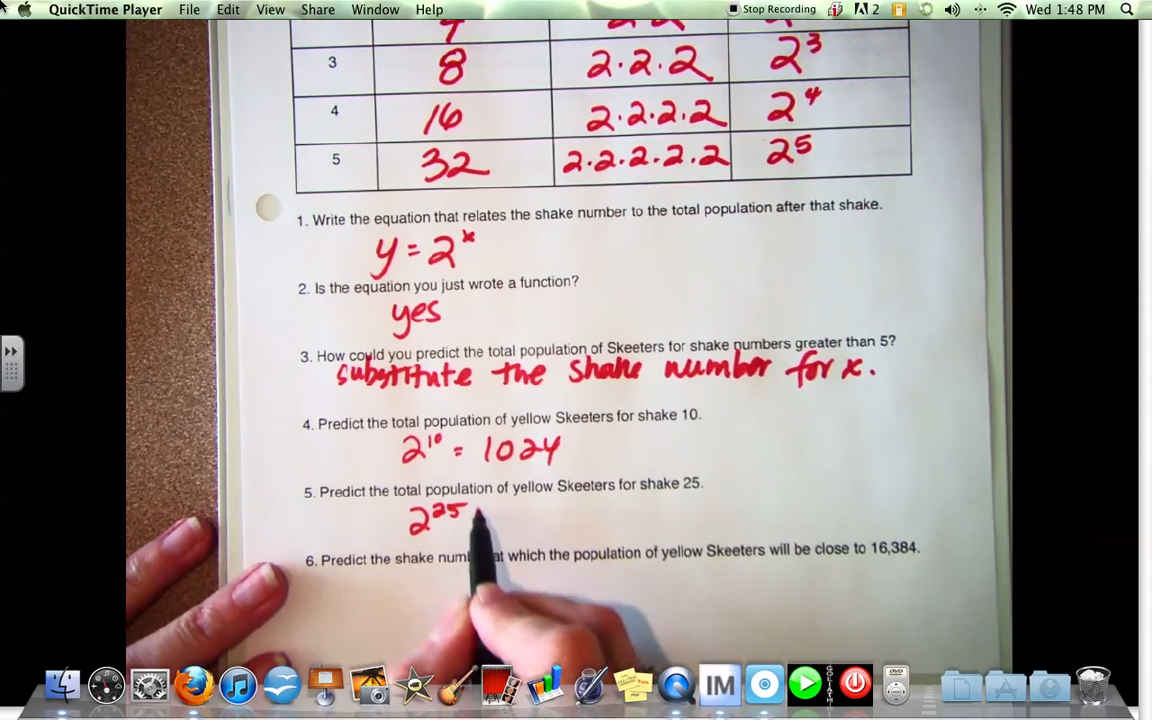 QuickTime Player File Edit View Share Window Help Stop Recording 2 Wed 1:48 PM
3 8 2·2·2 2³
4 16 2·2·2·2 2⁴
5 32 2·2·2·2·2 2⁵
1. Write the equation that relates the shake number to the total population after that shake.
y = 2ˣ
2. Is the equation you just wrote a function?
yes
3. How could you predict the total population of Skeeters for shake numbers greater than 5?
substitute the shake number for x.
4. Predict the total population of yellow Skeeters for shake 10.
2¹⁰ = 1024
5. Predict the total population of yellow Skeeters for shake 25.
2²⁵
6. Predict the shake num at which the population of yellow Skeeters will be close to 16,384.
IM